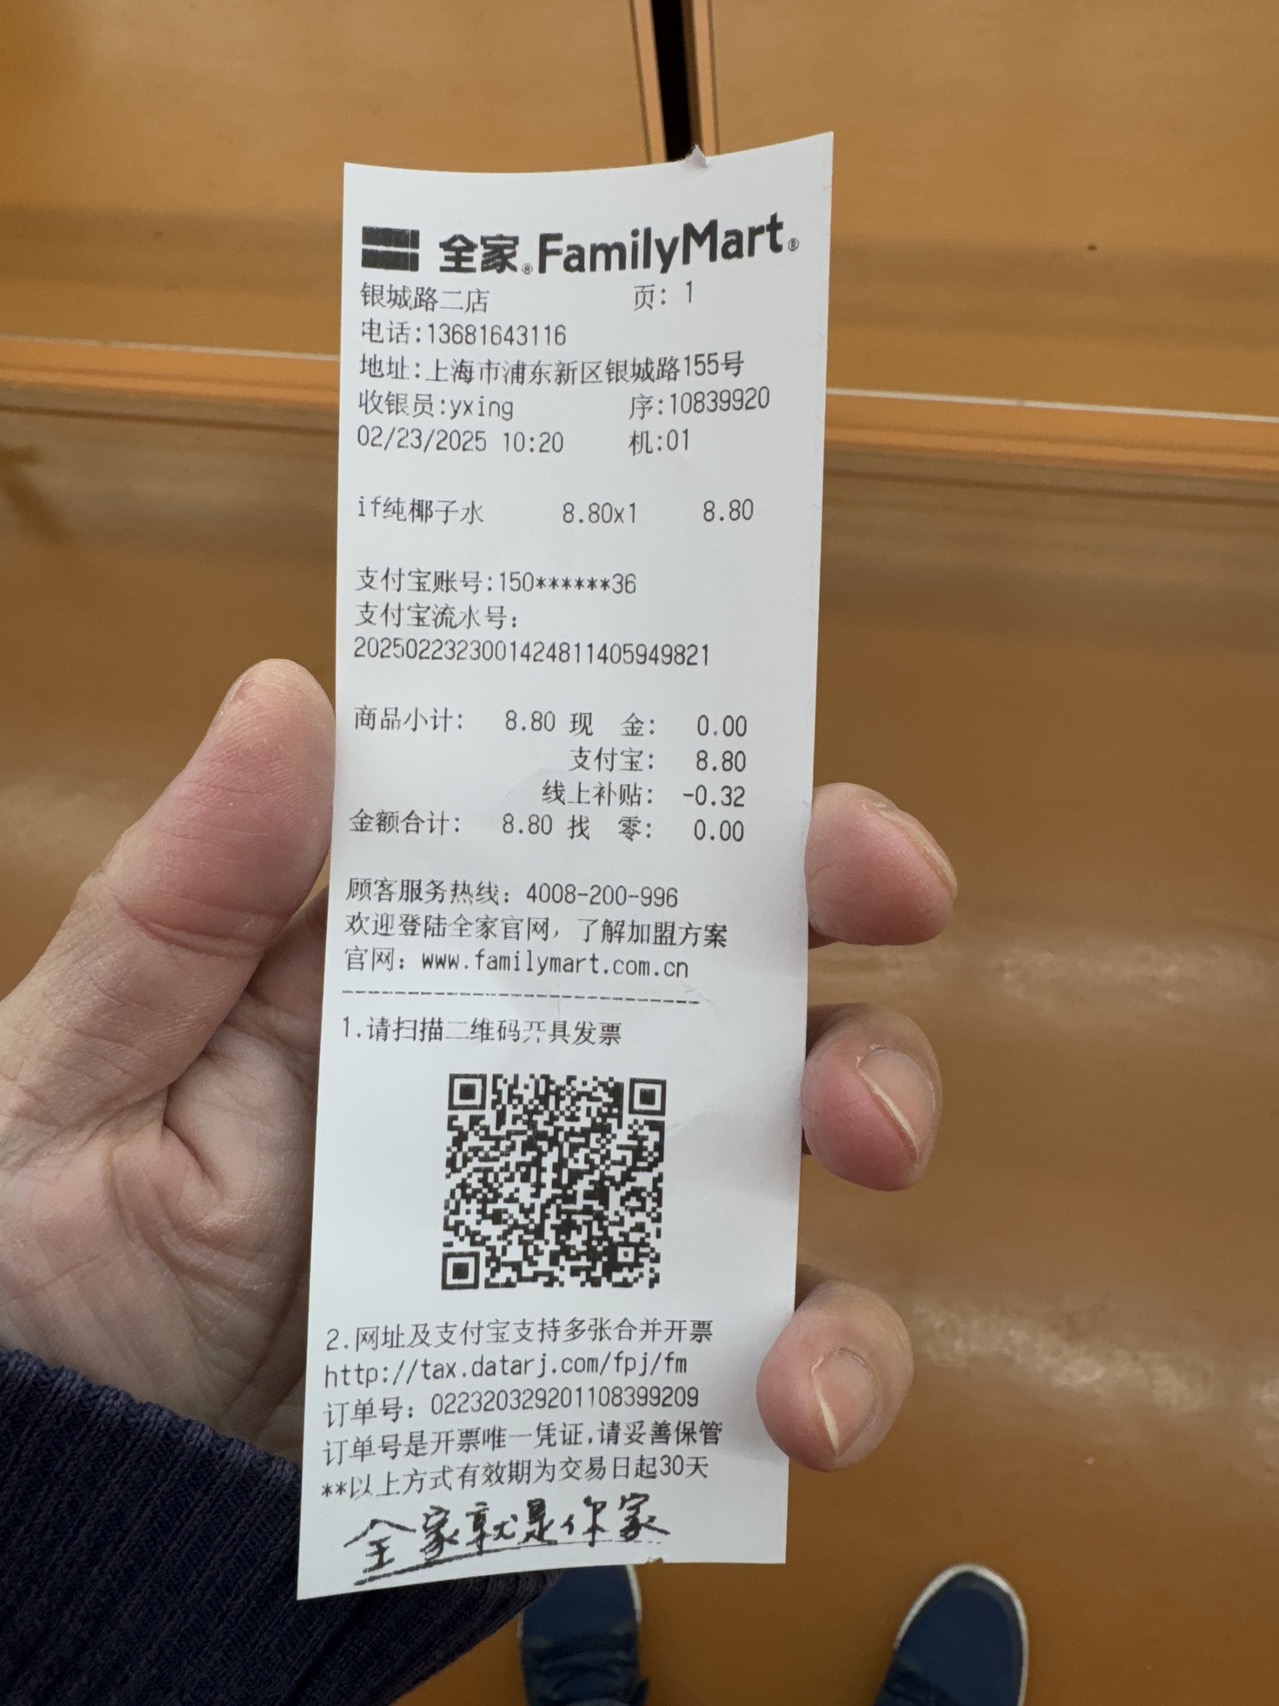 全家®FamilyMart®
银城路二店 页: 1
电话:13681643116
地址:上海市浦东新区银城路155号
收银员:yxing 序:10839920
02/23/2025 10:20 机:01
if纯椰子水 8.80x1 8.80
支付宝账号:150******36
支付宝流水号:
2025022323001424811405949821
商品小计: 8.80 现 金: 0.00
支付宝: 8.80
线上补贴: -0.32
金额合计: 8.80 找 零: 0.00
顾客服务热线: 4008-200-996
欢迎登陆全家官网, 了解加盟方案
官网: www.familymart.com.cn
--------------------------------
1.请扫描二维码开具发票
2.网址及支付宝支持多张合并开票
http://tax.datarj.com/fpj/fm
订单号: 022320329201108399209
订单号是开票唯一凭证,请妥善保管
**以上方式有效期为交易日起30天
全家就是你家